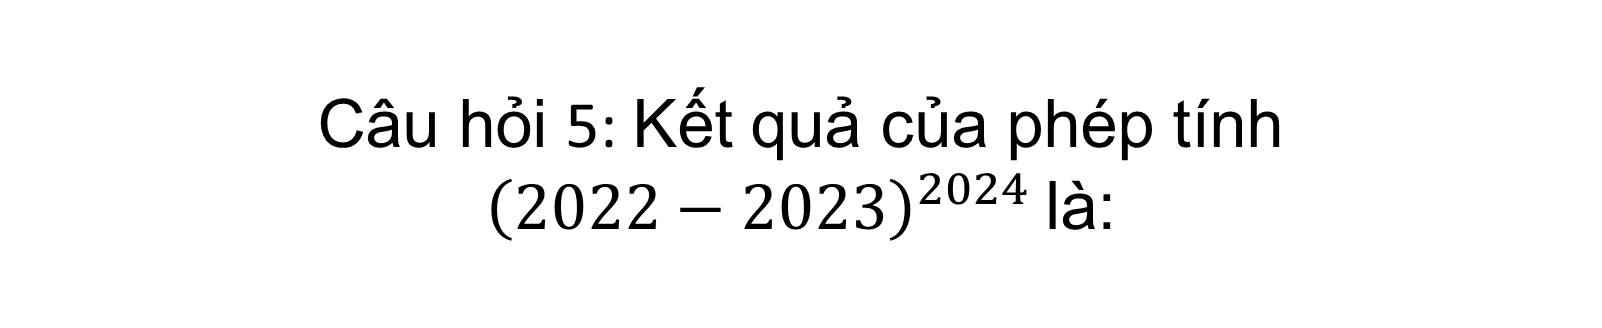 Câu hỏi 5: Kết quả của phép tính
(2022 − 2023)²⁰²⁴ là: